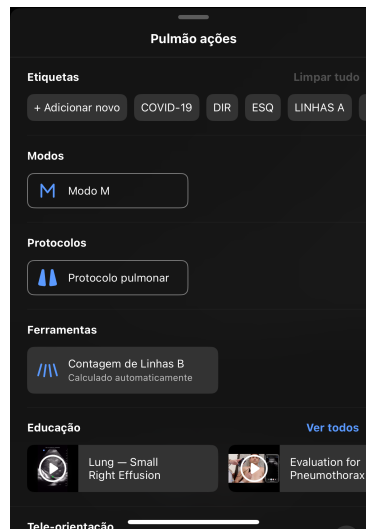 Pulmão ações
Etiquetas
Limpar tudo
+ Adicionar novo
COVID-19
DIR
ESQ
LINHAS A
Modos
Modo M
Protocolos
Protocolo pulmonar
Ferramentas
Contagem de Linhas B
Calculado automaticamente
Educação
Ver todos
Lung — Small
Right Effusion
Evaluation for
Pneumothorax
Tele-orientação